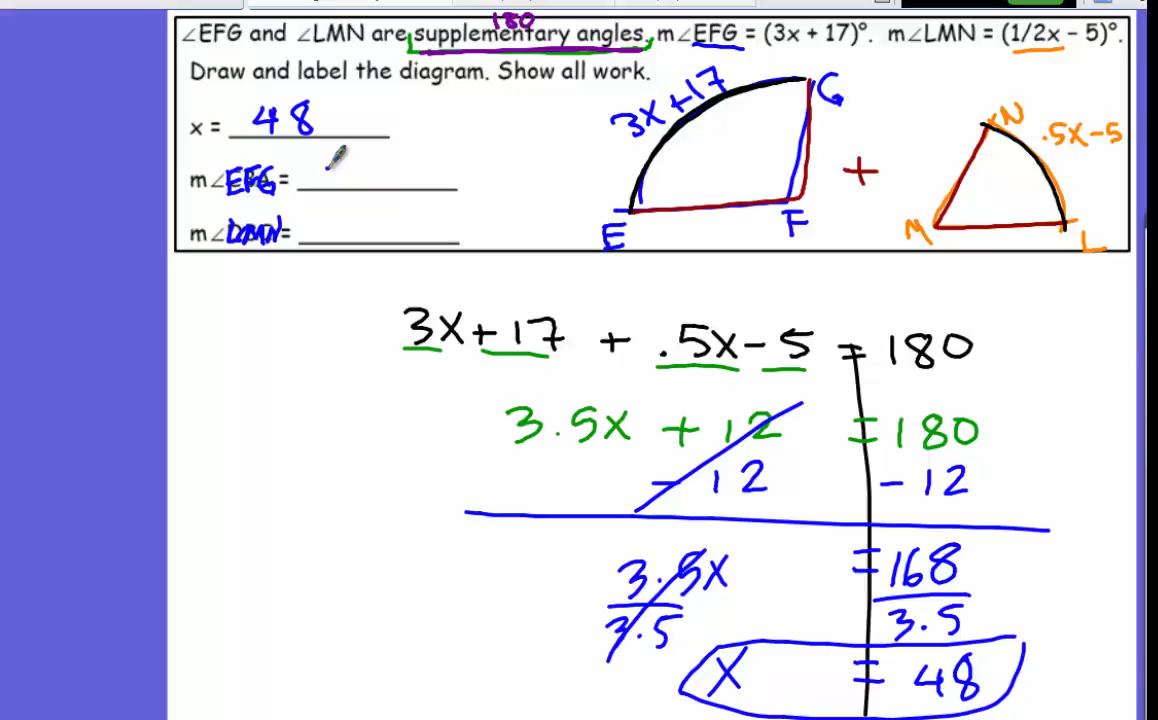 180
∠EFG and ∠LMN are supplementary angles. m∠EFG = (3x + 17)°. m∠LMN = (1/2x - 5)°.
Draw and label the diagram. Show all work.
x = 48
m∠EFG =
m∠LMN =
3x+17
G
E
F
+
N
.5x-5
M
L
3x+17 + .5x-5 = 180
3.5x + 12 = 180
- 12 - 12
3.5x = 168
3.5 3.5
x = 48